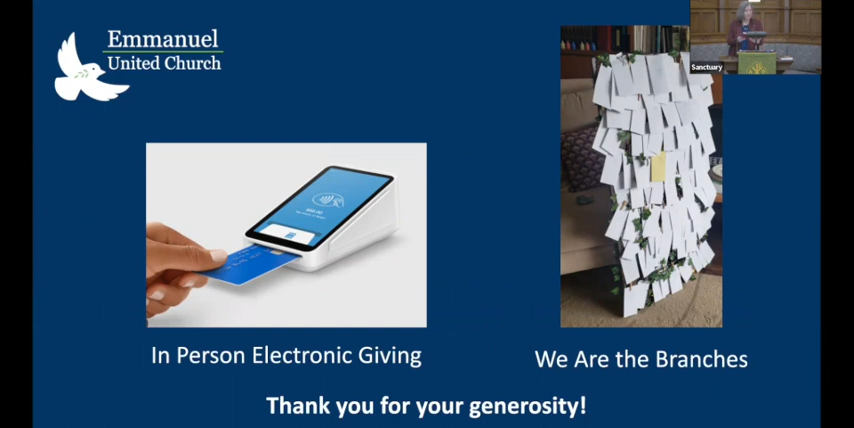 Emmanuel
United Church
Sanctuary
In Person Electronic Giving
We Are the Branches
Thank you for your generosity!